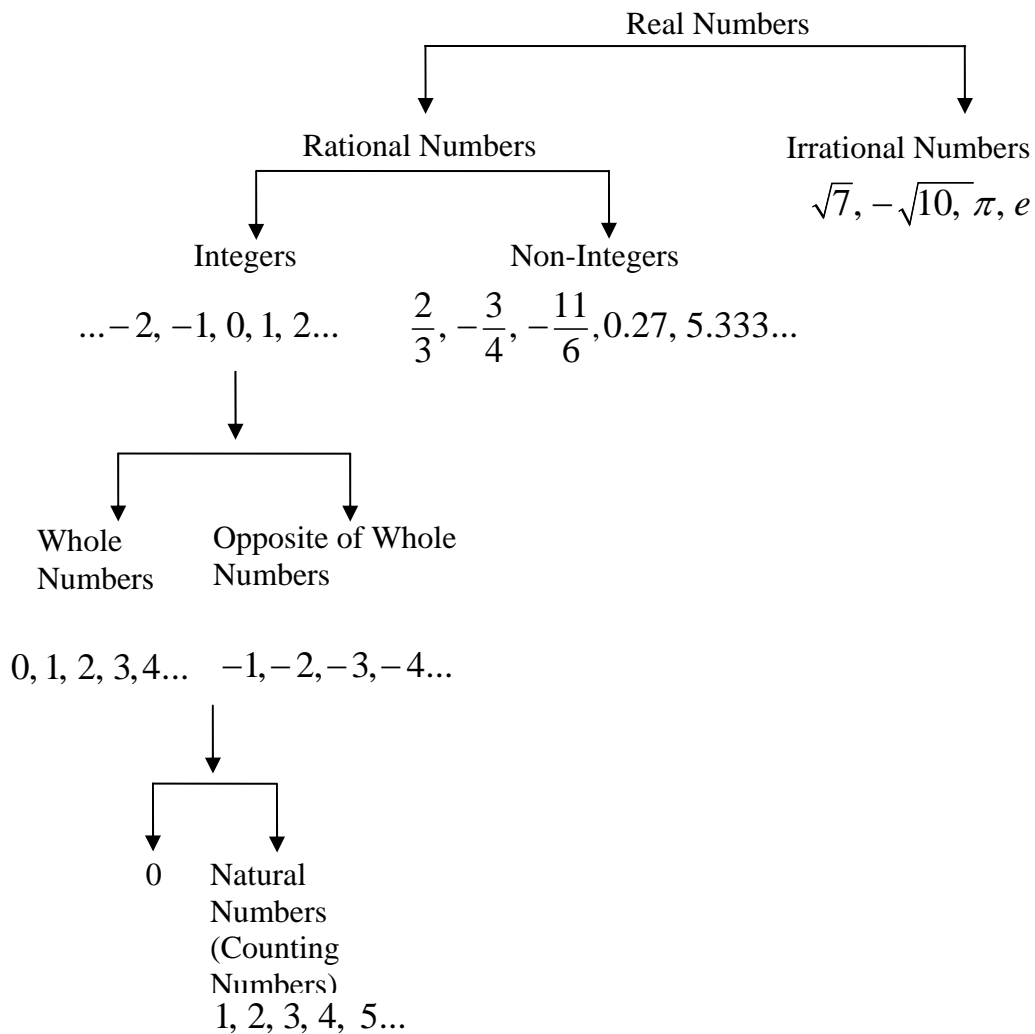 Real Numbers
Rational Numbers
Irrational Numbers
√7, −√10, π, e
Integers
Non-Integers
...−2, −1, 0, 1, 2...
2/3, −3/4, −11/6, 0.27, 5.333...
Whole
Numbers
Opposite of Whole
Numbers
0, 1, 2, 3, 4...
−1, −2, −3, −4...
0
Natural
Numbers
(Counting
Numbers)
1, 2, 3, 4, 5...